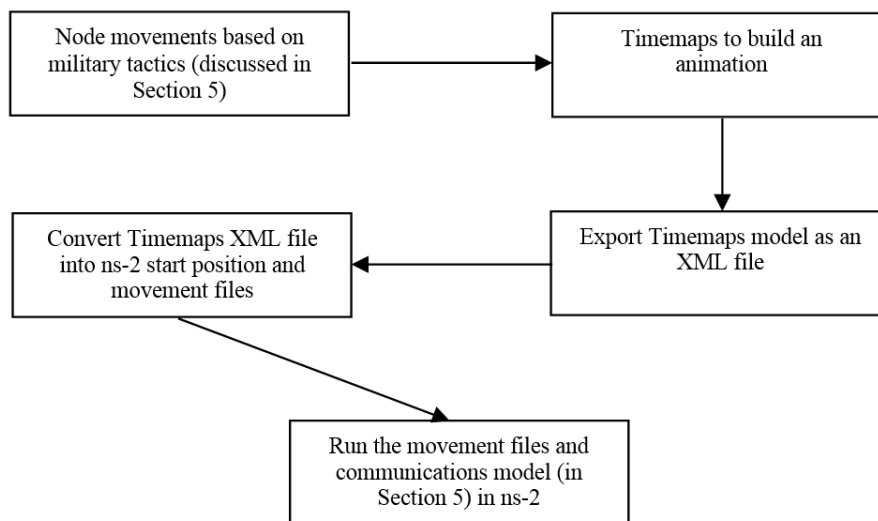 Node movements based on
military tactics (discussed in
Section 5)
Timemaps to build an
animation
Export Timemaps model as an
XML file
Convert Timemaps XML file
into ns-2 start position and
movement files
Run the movement files and
communications model (in
Section 5) in ns-2